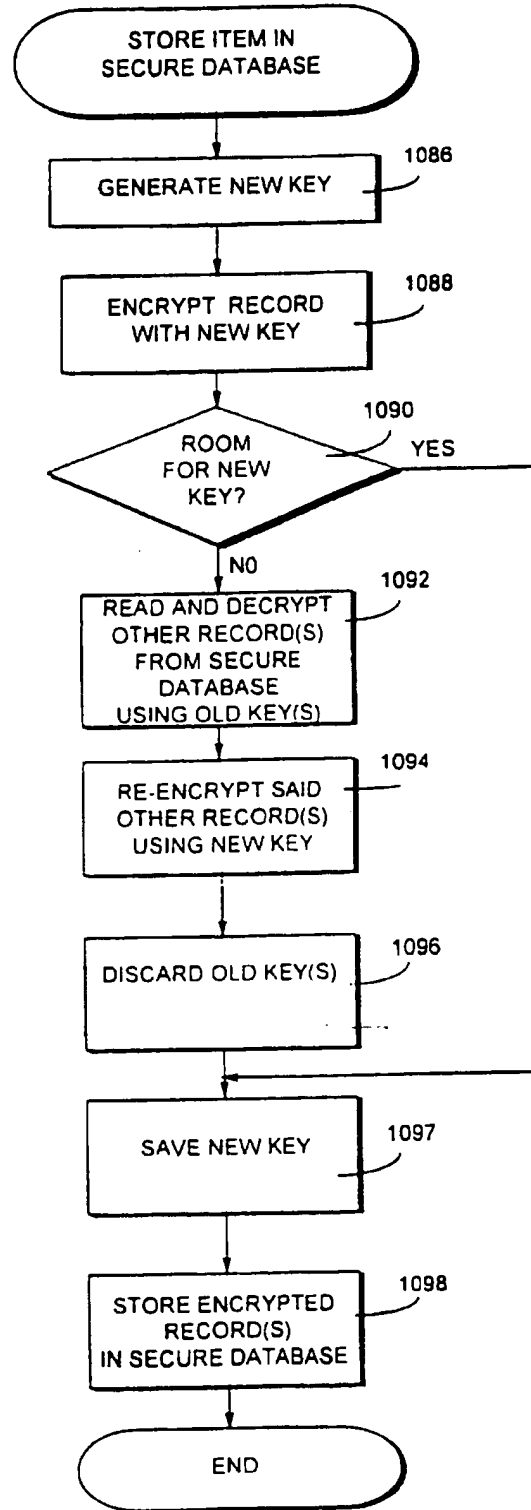 STORE ITEM IN
SECURE DATABASE
1086
GENERATE NEW KEY
1088
ENCRYPT RECORD
WITH NEW KEY
1090
ROOM
FOR NEW
KEY?
YES
NO
1092
READ AND DECRYPT
OTHER RECORD(S)
FROM SECURE
DATABASE
USING OLD KEY(S)
1094
RE-ENCRYPT SAID
OTHER RECORD(S)
USING NEW KEY
1096
DISCARD OLD KEY(S)
1097
SAVE NEW KEY
1098
STORE ENCRYPTED
RECORD(S)
IN SECURE DATABASE
END